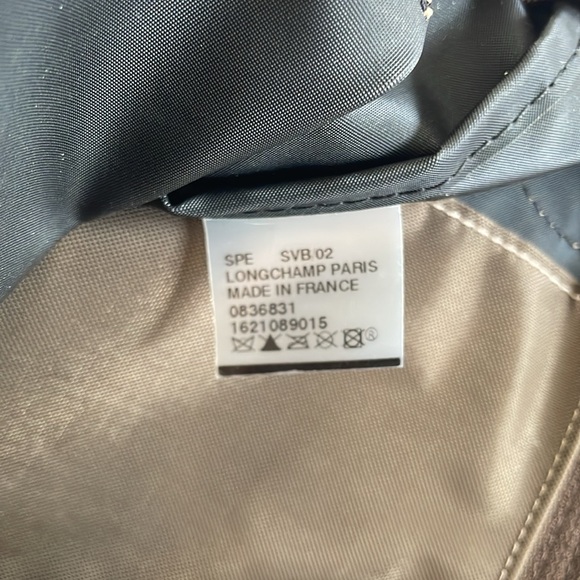 SPE SVB 02
LONGCHAMP PARIS
MADE IN FRANCE
0836831
1621089015